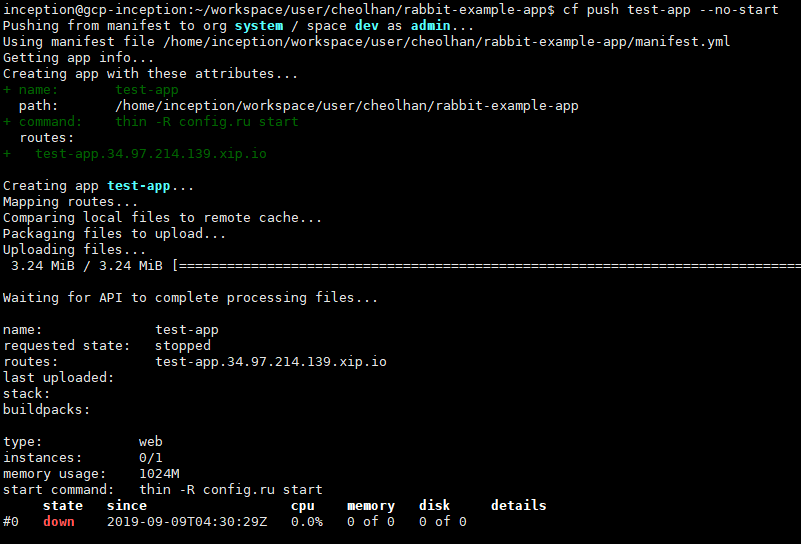 inception@gcp-inception:~/workspace/user/cheolhan/rabbit-example-app$ cf push test-app --no-start
Pushing from manifest to org system / space dev as admin...
Using manifest file /home/inception/workspace/user/cheolhan/rabbit-example-app/manifest.yml
Getting app info...
Creating app with these attributes...
+ name:       test-app
  path:       /home/inception/workspace/user/cheolhan/rabbit-example-app
+ command:    thin -R config.ru start
  routes:
+   test-app.34.97.214.139.xip.io
Creating app test-app...
Mapping routes...
Comparing local files to remote cache...
Packaging files to upload...
Uploading files...
 3.24 MiB / 3.24 MiB [==============================================================================
Waiting for API to complete processing files...
name:              test-app
requested state:   stopped
routes:            test-app.34.97.214.139.xip.io
last uploaded:
stack:
buildpacks:
type:            web
instances:       0/1
memory usage:    1024M
start command:   thin -R config.ru start
     state   since                  cpu    memory   disk     details
#0   down    2019-09-09T04:30:29Z   0.0%   0 of 0   0 of 0